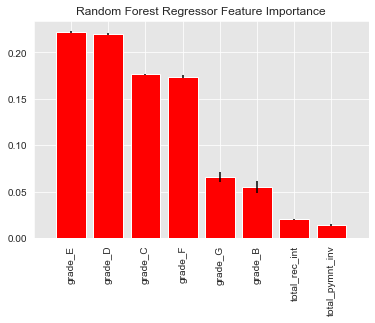 Random Forest Regressor Feature Importance
0.20
0.15
0.10
0.05
0.00
grade_E
grade_D
grade_C
grade_F
grade_G
grade_B
total_rec_int
total_pymnt_inv